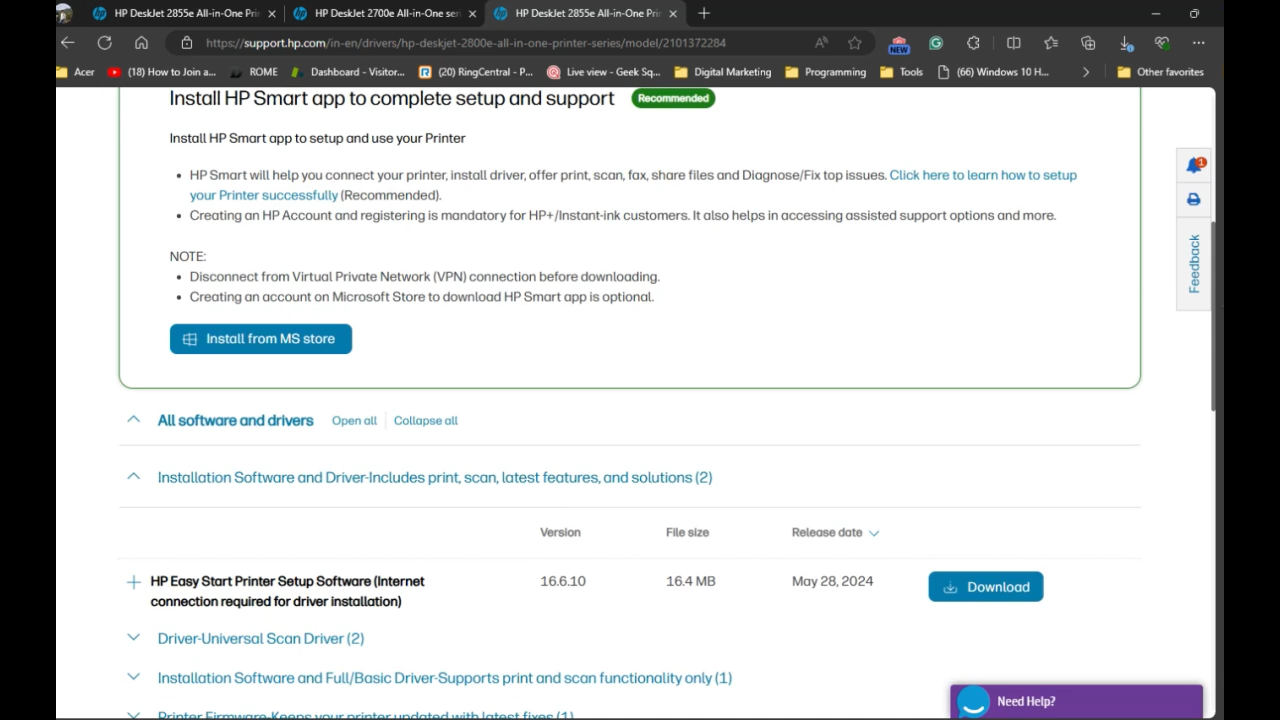 HP DeskJet 2855e All-in-One Pri
HP DeskJet 2700e All-in-One ser
HP DeskJet 2855e All-in-One Pri
https://support.hp.com/in-en/drivers/hp-deskjet-2800e-all-in-one-printer-series/model/2101372284
NEW
Acer
(18) How to Join a...
ROME
Dashboard - Visitor...
(20) RingCentral - P...
Live view - Geek Sq...
Digital Marketing
Programming
Tools
(66) Windows 10 H...
Other favorites
Install HP Smart app to complete setup and support
Recommended
Install HP Smart app to setup and use your Printer
• HP Smart will help you connect your printer, install driver, offer print, scan, fax, share files and Diagnose/Fix top issues. Click here to learn how to setup
your Printer successfully (Recommended).
• Creating an HP Account and registering is mandatory for HP+/Instant-ink customers. It also helps in accessing assisted support options and more.
NOTE:
• Disconnect from Virtual Private Network (VPN) connection before downloading.
• Creating an account on Microsoft Store to download HP Smart app is optional.
Install from MS store
1
Feedback
All software and drivers Open all Collapse all
Installation Software and Driver-Includes print, scan, latest features, and solutions (2)
Version File size Release date
HP Easy Start Printer Setup Software (Internet
connection required for driver installation)
16.6.10 16.4 MB May 28, 2024 Download
Driver-Universal Scan Driver (2)
Installation Software and Full/Basic Driver-Supports print and scan functionality only (1)
Printer Firmware-Keeps your printer updated with latest fixes (1)
Need Help?